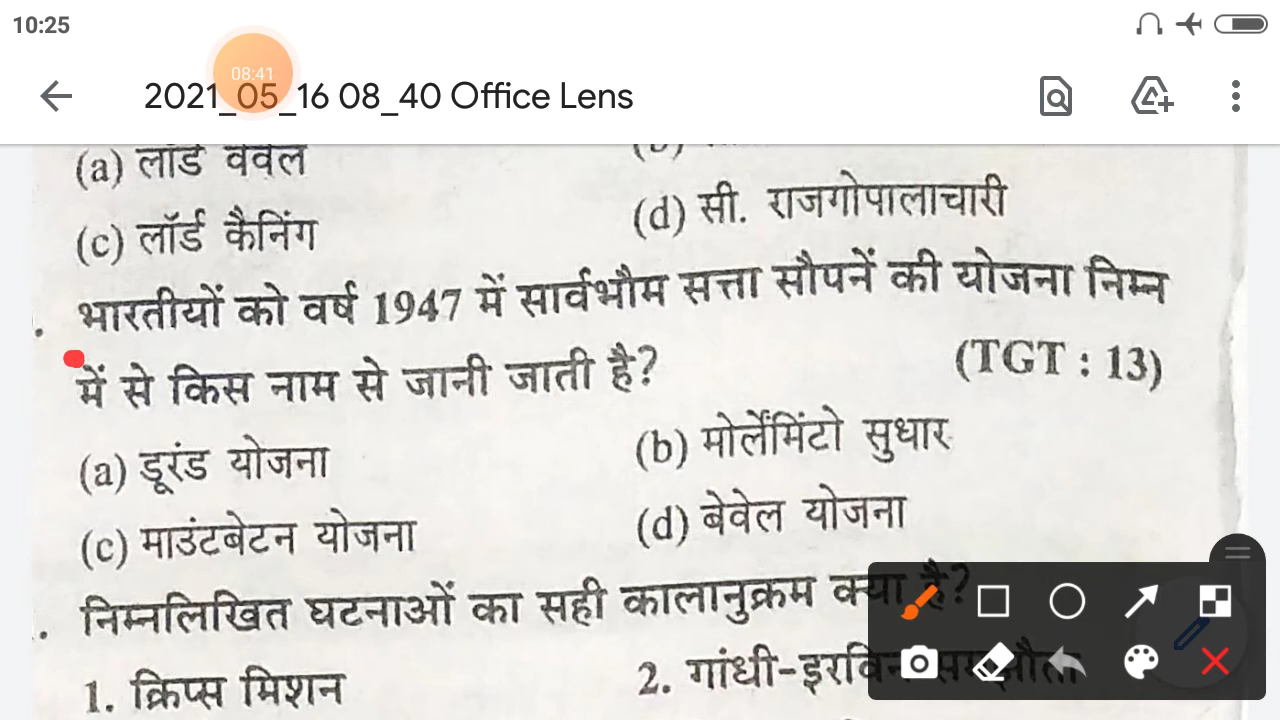 10:25
08:41
2021_05_16 08_40 Office Lens
(a) लॉर्ड वेवेल
(c) लॉर्ड कैनिंग
(d) सी. राजगोपालाचारी
भारतीयों को वर्ष 1947 में सार्वभौम सत्ता सौपनें की योजना निम्न
में से किस नाम से जानी जाती है?
(TGT : 13)
(a) डूरंड योजना
(b) मोर्लेमिंटो सुधार
(c) माउंटबेटन योजना
(d) बेवेल योजना
निम्नलिखित घटनाओं का सही कालानुक्रम क्या है?
1. क्रिप्स मिशन
2. गांधी-इरविन समझौता